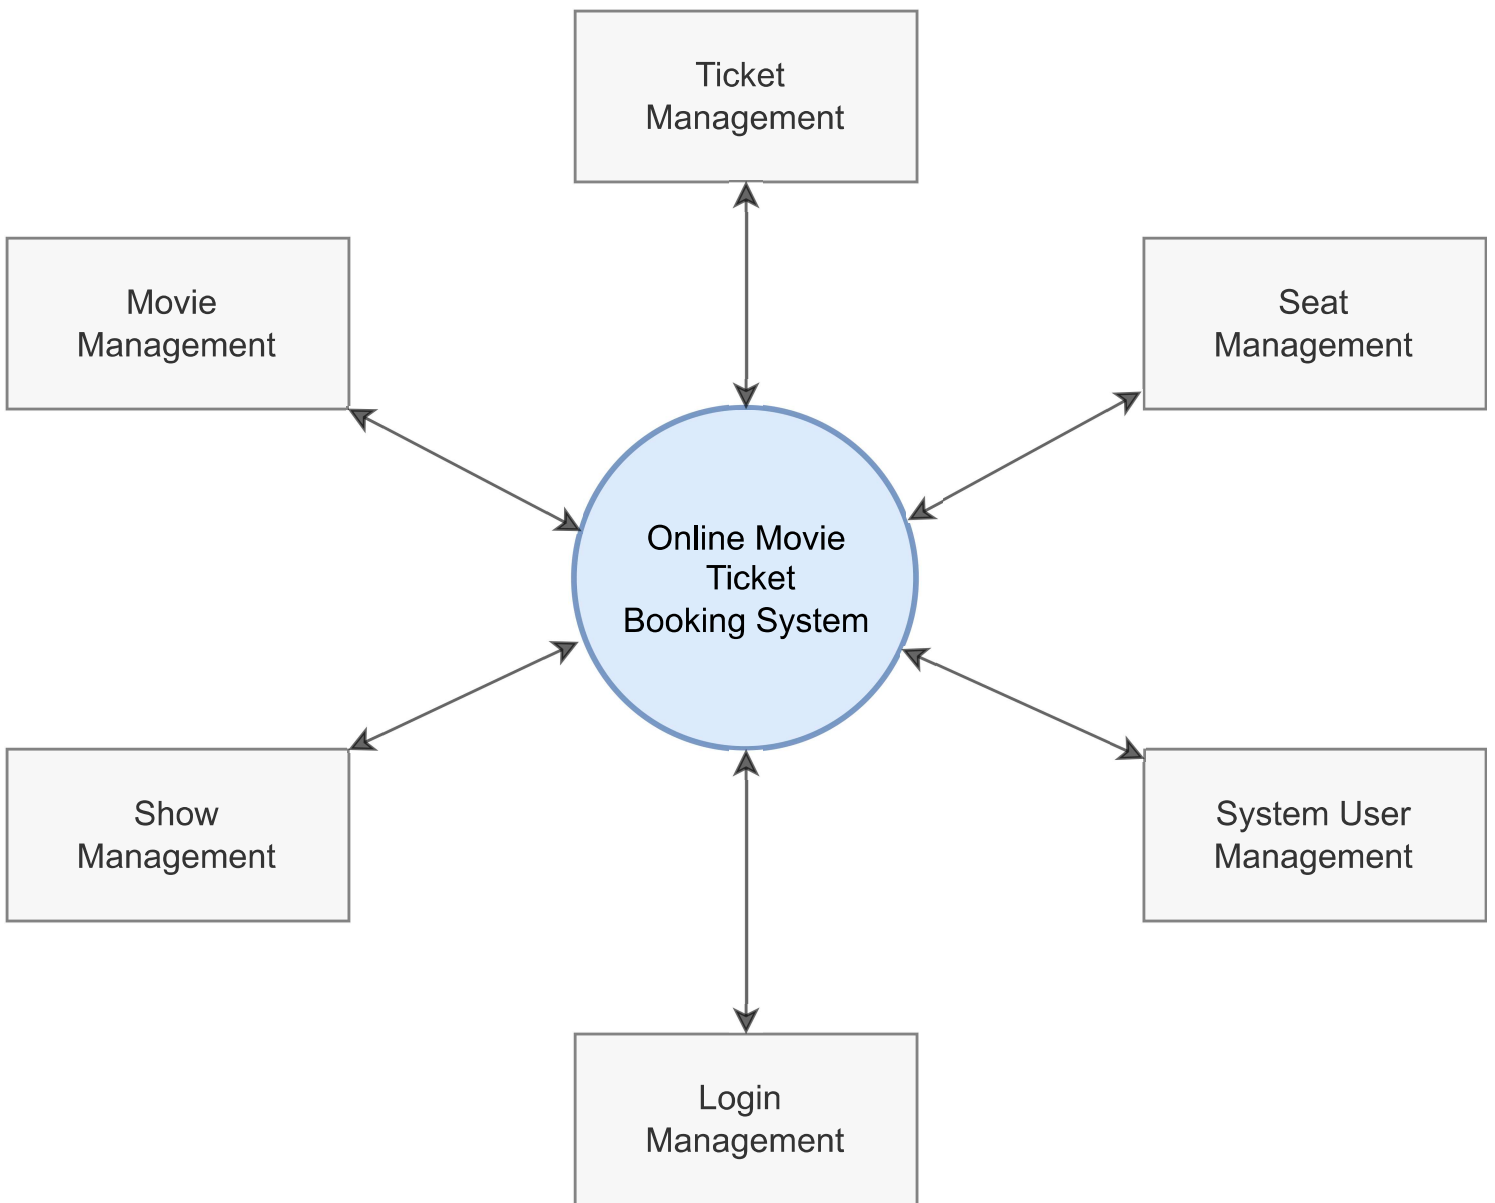 Ticket
Management
Movie
Management
Seat
Management
Online Movie
Ticket
Booking System
Show
Management
System User
Management
Login
Management